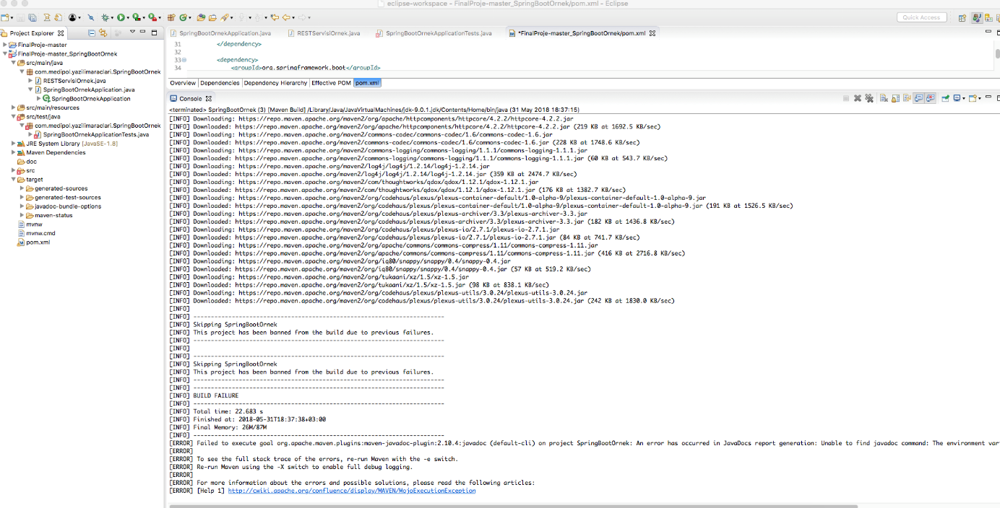 eclipse-workspace - FinalProje-master_SpringBootOrnek/pom.xml - Eclipse
Quick Access
Project Explorer
FinalProje-master
FinalProje-master_SpringBootOrnek
src/main/java
com.medipol.yazilimaraclari.SpringBootOrnek
RESTServisiOrnek.java
SpringBootOrnekApplication.java
SpringBootOrnekApplication
src/main/resources
src/test/java
com.medipol.yazilimaraclari.SpringBootOrnek
SpringBootOrnekApplicationTests.java
JRE System Library [JavaSE-1.8]
Maven Dependencies
doc
src
target
generated-sources
generated-test-sources
javadoc-bundle-options
maven-status
mvnw
mvnw.cmd
pom.xml
SpringBootOrnekApplication.java RESTServisiOrnek.java SpringBootOrnekApplicationTests.java *FinalProje-master_SpringBootOrnek/pom.xml
31 </dependency>
32
33 <dependency>
34 <groupId>org.springframework.boot</groupId>
Overview Dependencies Dependency Hierarchy Effective POM pom.xml
Console
<terminated> SpringBootOrnek (3) [Maven Build] /Library/Java/JavaVirtualMachines/jdk-9.0.1.jdk/Contents/Home/bin/java (31 May 2018 18:37:15)
[INFO] Downloading: https://repo.maven.apache.org/maven2/org/apache/httpcomponents/httpcore/4.2.2/httpcore-4.2.2.jar
[INFO] Downloaded: https://repo.maven.apache.org/maven2/org/apache/httpcomponents/httpcore/4.2.2/httpcore-4.2.2.jar (219 KB at 1692.5 KB/sec)
[INFO] Downloading: https://repo.maven.apache.org/maven2/commons-codec/commons-codec/1.6/commons-codec-1.6.jar
[INFO] Downloaded: https://repo.maven.apache.org/maven2/commons-codec/commons-codec/1.6/commons-codec-1.6.jar (228 KB at 1748.6 KB/sec)
[INFO] Downloading: https://repo.maven.apache.org/maven2/commons-logging/commons-logging/1.1.1/commons-logging-1.1.1.jar
[INFO] Downloaded: https://repo.maven.apache.org/maven2/commons-logging/commons-logging/1.1.1/commons-logging-1.1.1.jar (60 KB at 543.7 KB/sec)
[INFO] Downloading: https://repo.maven.apache.org/maven2/log4j/log4j/1.2.14/log4j-1.2.14.jar
[INFO] Downloaded: https://repo.maven.apache.org/maven2/log4j/log4j/1.2.14/log4j-1.2.14.jar (359 KB at 2474.7 KB/sec)
[INFO] Downloading: https://repo.maven.apache.org/maven2/com/thoughtworks/qdox/qdox/1.12.1/qdox-1.12.1.jar
[INFO] Downloaded: https://repo.maven.apache.org/maven2/com/thoughtworks/qdox/qdox/1.12.1/qdox-1.12.1.jar (176 KB at 1382.7 KB/sec)
[INFO] Downloading: https://repo.maven.apache.org/maven2/org/codehaus/plexus/plexus-container-default/1.0-alpha-9/plexus-container-default-1.0-alpha-9.jar
[INFO] Downloaded: https://repo.maven.apache.org/maven2/org/codehaus/plexus/plexus-container-default/1.0-alpha-9/plexus-container-default-1.0-alpha-9.jar (191 KB at 1526.5 KB/sec)
[INFO] Downloading: https://repo.maven.apache.org/maven2/org/codehaus/plexus/plexus-archiver/3.3/plexus-archiver-3.3.jar
[INFO] Downloaded: https://repo.maven.apache.org/maven2/org/codehaus/plexus/plexus-archiver/3.3/plexus-archiver-3.3.jar (182 KB at 1436.8 KB/sec)
[INFO] Downloading: https://repo.maven.apache.org/maven2/org/codehaus/plexus/plexus-io/2.7.1/plexus-io-2.7.1.jar
[INFO] Downloaded: https://repo.maven.apache.org/maven2/org/codehaus/plexus/plexus-io/2.7.1/plexus-io-2.7.1.jar (84 KB at 741.7 KB/sec)
[INFO] Downloading: https://repo.maven.apache.org/maven2/org/apache/commons/commons-compress/1.11/commons-compress-1.11.jar
[INFO] Downloaded: https://repo.maven.apache.org/maven2/org/apache/commons/commons-compress/1.11/commons-compress-1.11.jar (416 KB at 2716.8 KB/sec)
[INFO] Downloading: https://repo.maven.apache.org/maven2/org/iq80/snappy/snappy/0.4/snappy-0.4.jar
[INFO] Downloaded: https://repo.maven.apache.org/maven2/org/iq80/snappy/snappy/0.4/snappy-0.4.jar (57 KB at 519.2 KB/sec)
[INFO] Downloading: https://repo.maven.apache.org/maven2/org/tukaani/xz/1.5/xz-1.5.jar
[INFO] Downloaded: https://repo.maven.apache.org/maven2/org/tukaani/xz/1.5/xz-1.5.jar (98 KB at 838.1 KB/sec)
[INFO] Downloading: https://repo.maven.apache.org/maven2/org/codehaus/plexus/plexus-utils/3.0.24/plexus-utils-3.0.24.jar
[INFO] Downloaded: https://repo.maven.apache.org/maven2/org/codehaus/plexus/plexus-utils/3.0.24/plexus-utils-3.0.24.jar (242 KB at 1830.0 KB/sec)
[INFO]
[INFO] ------------------------------------------------------------------------
[INFO] Skipping SpringBootOrnek
[INFO] This project has been banned from the build due to previous failures.
[INFO] ------------------------------------------------------------------------
[INFO]
[INFO] ------------------------------------------------------------------------
[INFO] Skipping SpringBootOrnek
[INFO] This project has been banned from the build due to previous failures.
[INFO] ------------------------------------------------------------------------
[INFO] ------------------------------------------------------------------------
[INFO] BUILD FAILURE
[INFO] ------------------------------------------------------------------------
[INFO] Total time: 22.683 s
[INFO] Finished at: 2018-05-31T18:37:38+03:00
[INFO] Final Memory: 26M/87M
[INFO] ------------------------------------------------------------------------
[ERROR] Failed to execute goal org.apache.maven.plugins:maven-javadoc-plugin:2.10.4:javadoc (default-cli) on project SpringBootOrnek: An error has occurred in JavaDocs report generation: Unable to find javadoc command: The environment var
[ERROR]
[ERROR] To see the full stack trace of the errors, re-run Maven with the -e switch.
[ERROR] Re-run Maven using the -X switch to enable full debug logging.
[ERROR]
[ERROR] For more information about the errors and possible solutions, please read the following articles:
[ERROR] [Help 1] http://cwiki.apache.org/confluence/display/MAVEN/MojoExecutionException